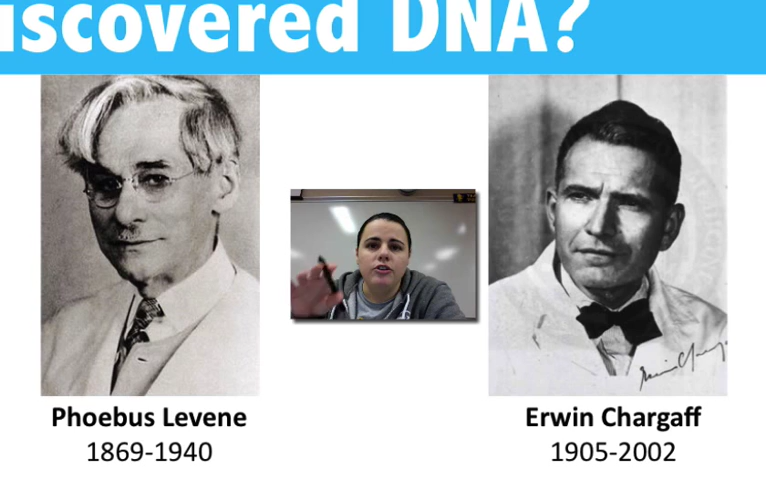 iscovered DNA?
Phoebus Levene
1869-1940
Erwin Chargaff
1905-2002